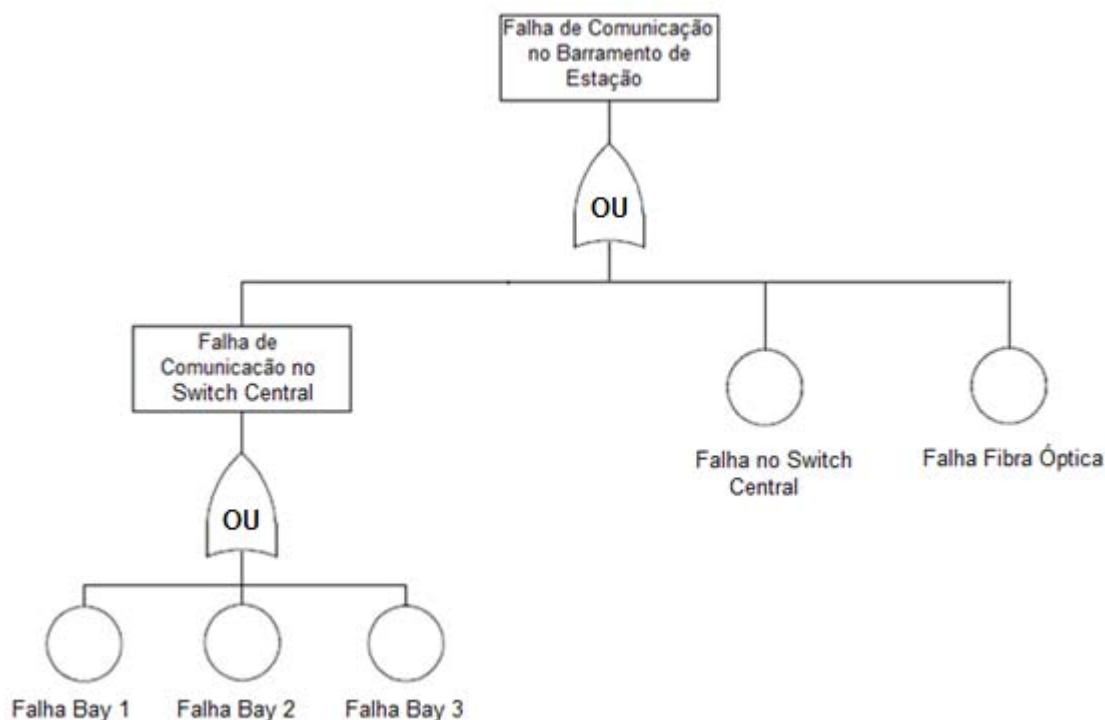 Falha de Comunicação
no Barramento de
Estação
OU
Falha de
Comunicacão no
Switch Central
Falha no Switch
Central
Falha Fibra Óptica
OU
Falha Bay 1
Falha Bay 2
Falha Bay 3